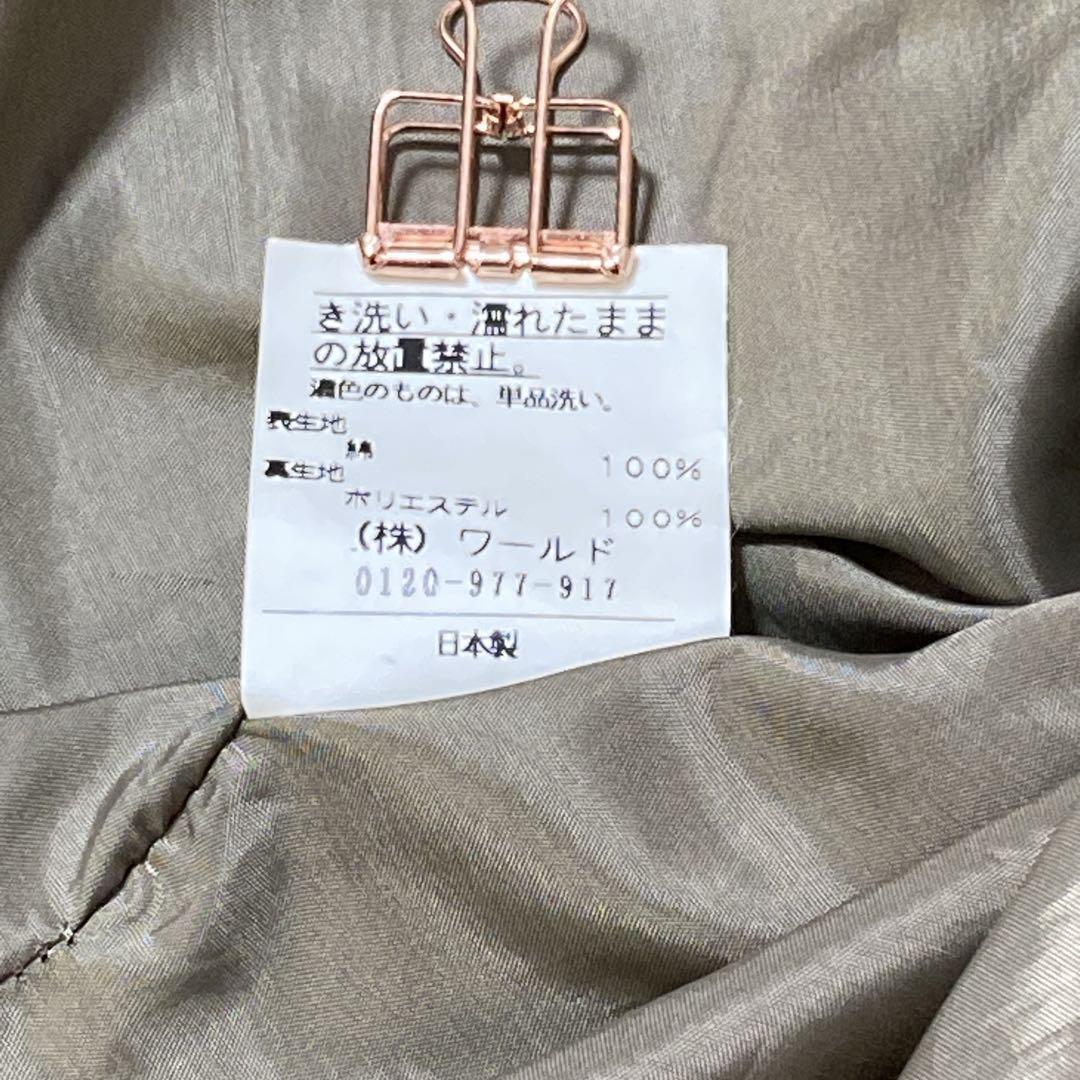 き洗い・濡れたまま
の放置禁止。
濃色のものは、単品洗い。
表生地
綿 100%
裏生地
ポリエステル 100%
(株) ワールド
0120-977-917
日本製